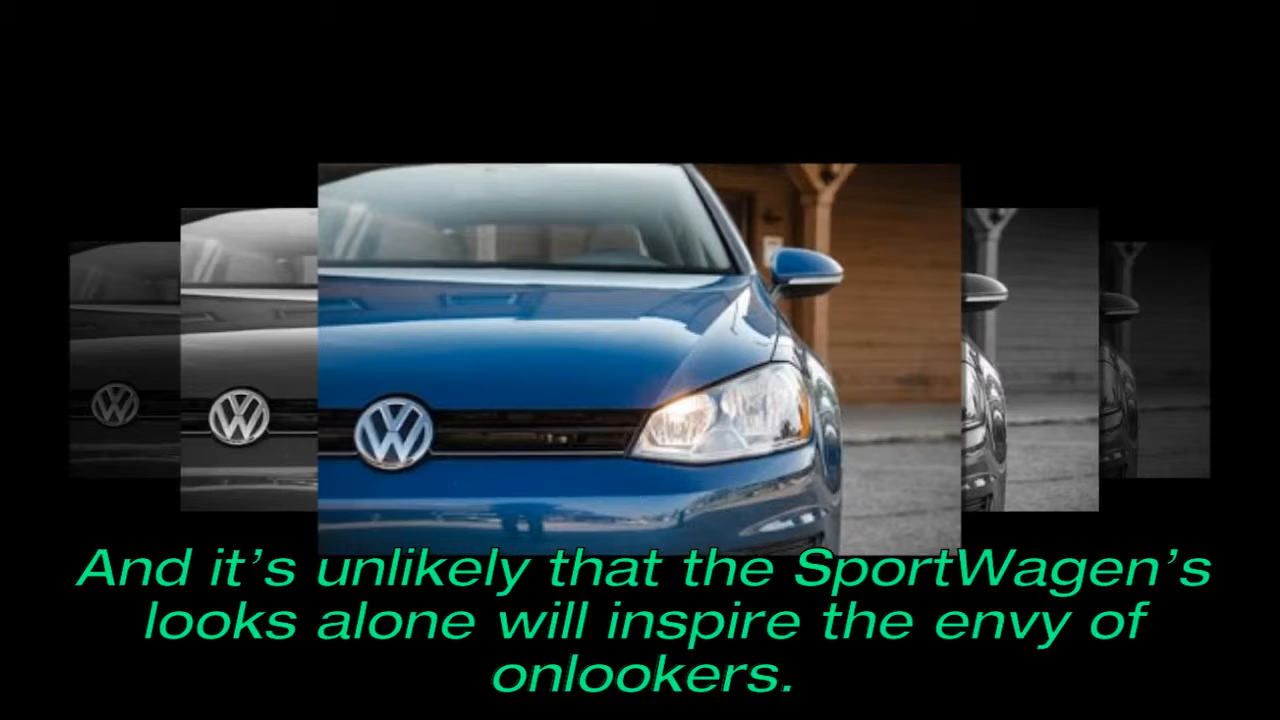 And it’s unlikely that the SportWagen’s
looks alone will inspire the envy of
onlookers.